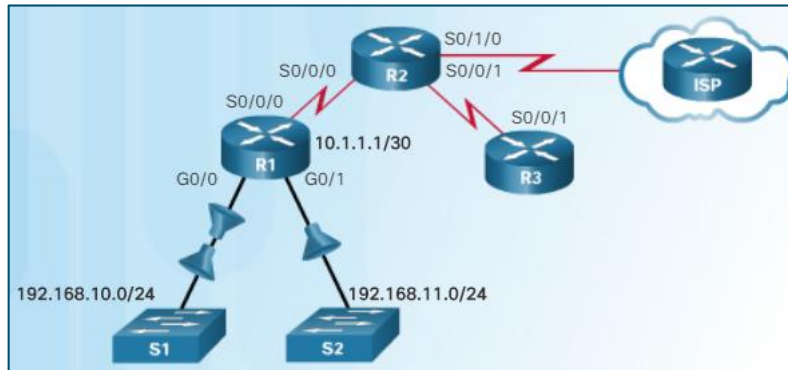 S0/1/0
S0/0/0
R2
S0/0/1
ISP
S0/0/0
S0/0/1
10.1.1.1/30
R1
R3
G0/0
G0/1
192.168.10.0/24
192.168.11.0/24
S1
S2